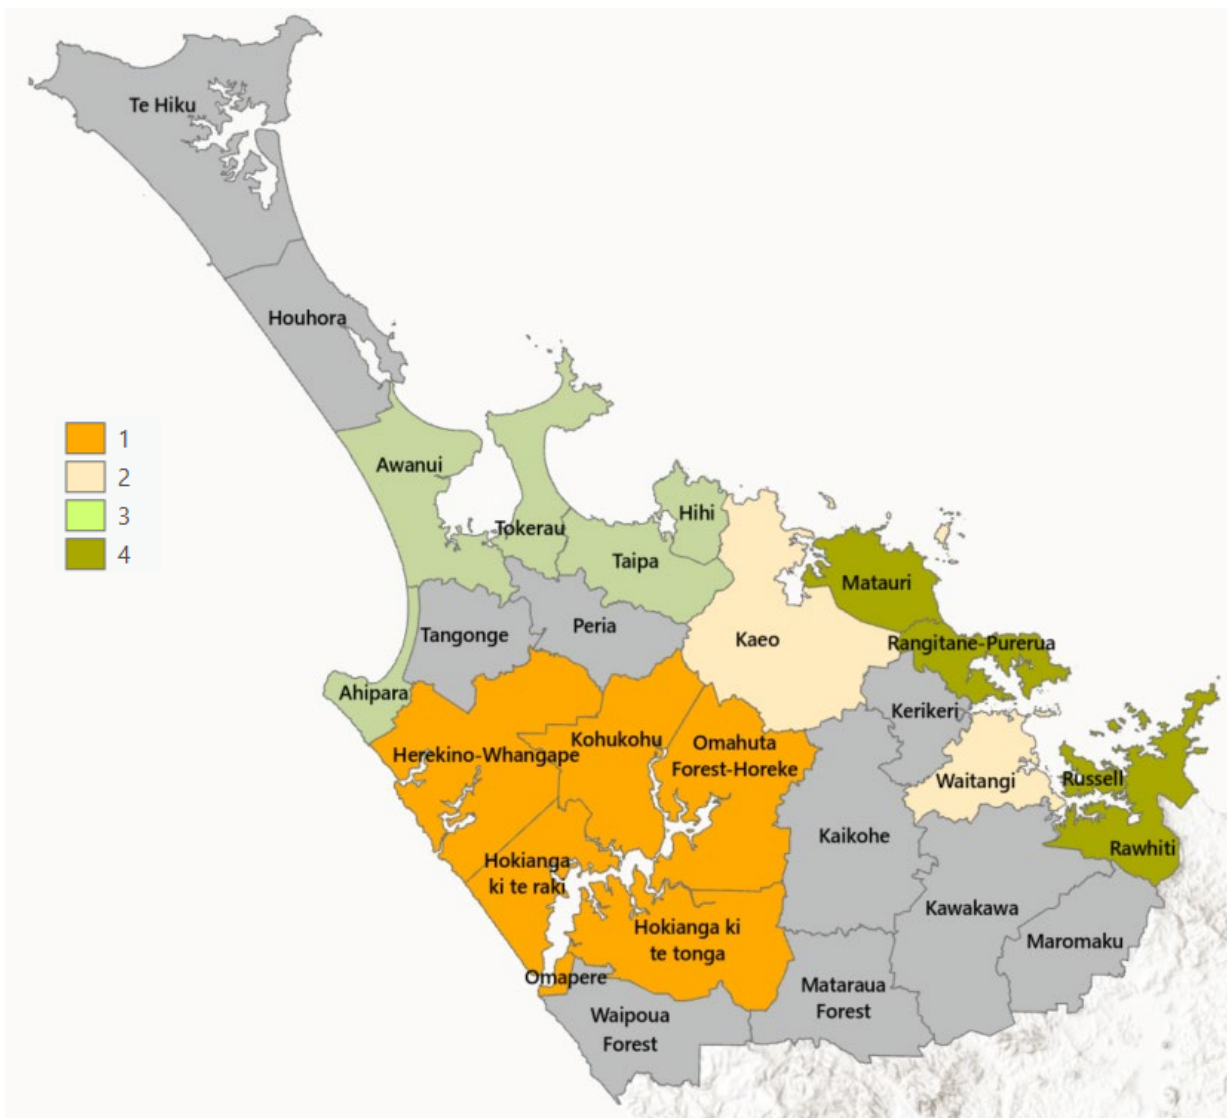 Te Hiku
Houhora
1
2
3
4
Awanui
Tokerau
Hihi
Taipa
Matauri
Tangonge
Peria
Kaeo
Rangitane-Purerua
Ahipara
Kerikeri
Herekino-Whangape
Kohukohu
Omahuta
Forest-Horeke
Waitangi
Russell
Kaikohe
Rawhiti
Hokianga
ki te raki
Kawakawa
Hokianga ki
te tonga
Maromaku
Omapere
Mataraua
Forest
Waipoua
Forest